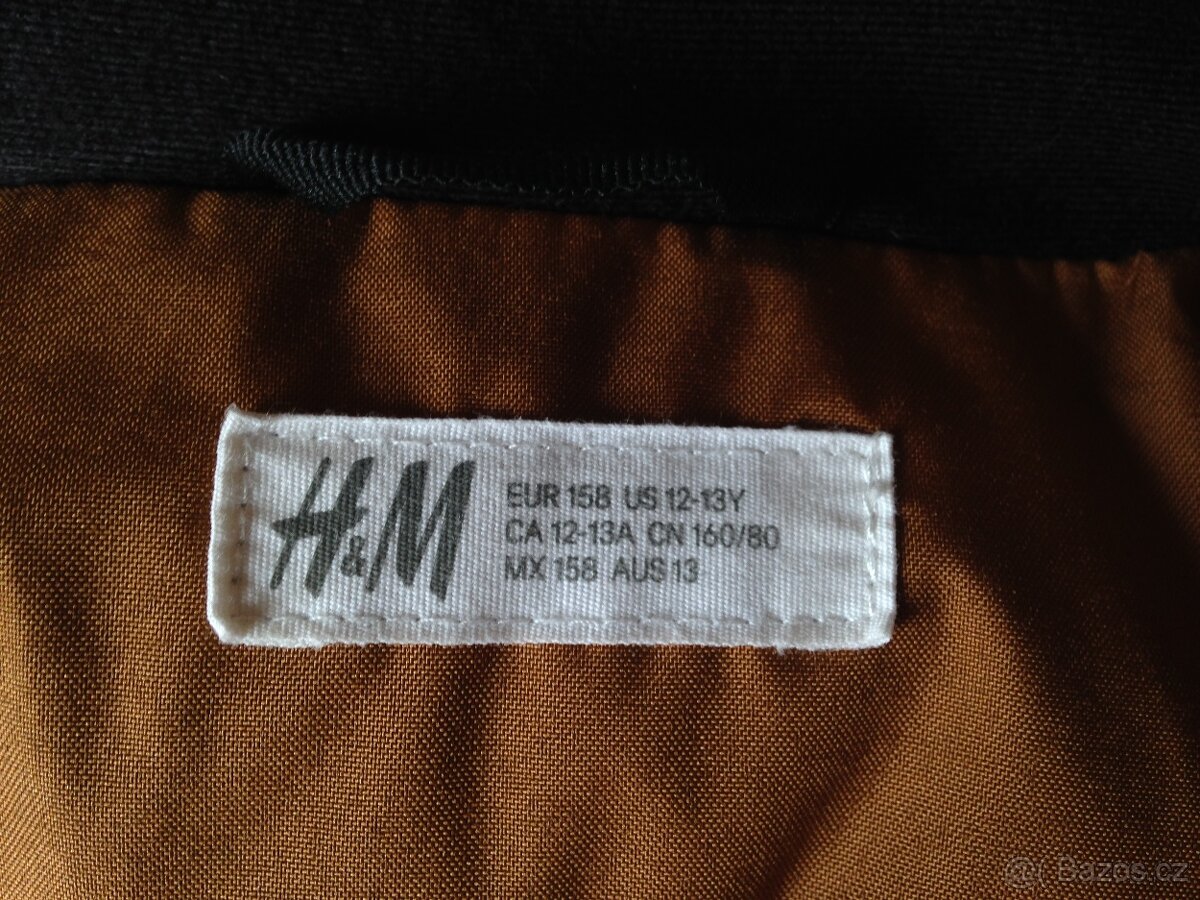 H&M
EUR 158 US 12-13Y
CA 12-13A CN 160/80
MX 158 AUS 13
@( Bazos.cz